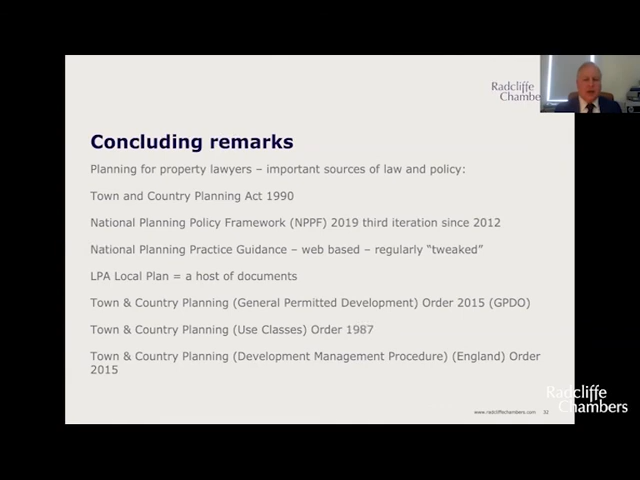 Radcliffe
Chambe
Concluding remarks
Planning for property lawyers – important sources of law and policy:
Town and Country Planning Act 1990
National Planning Policy Framework (NPPF) 2019 third iteration since 2012
National Planning Practice Guidance – web based – regularly “tweaked”
LPA Local Plan = a host of documents
Town & Country Planning (General Permitted Development) Order 2015 (GPDO)
Town & Country Planning (Use Classes) Order 1987
Town & Country Planning (Development Management Procedure) (England) Order
2015
Radcliffe
Chambers
www.radcliffechambers.com 32